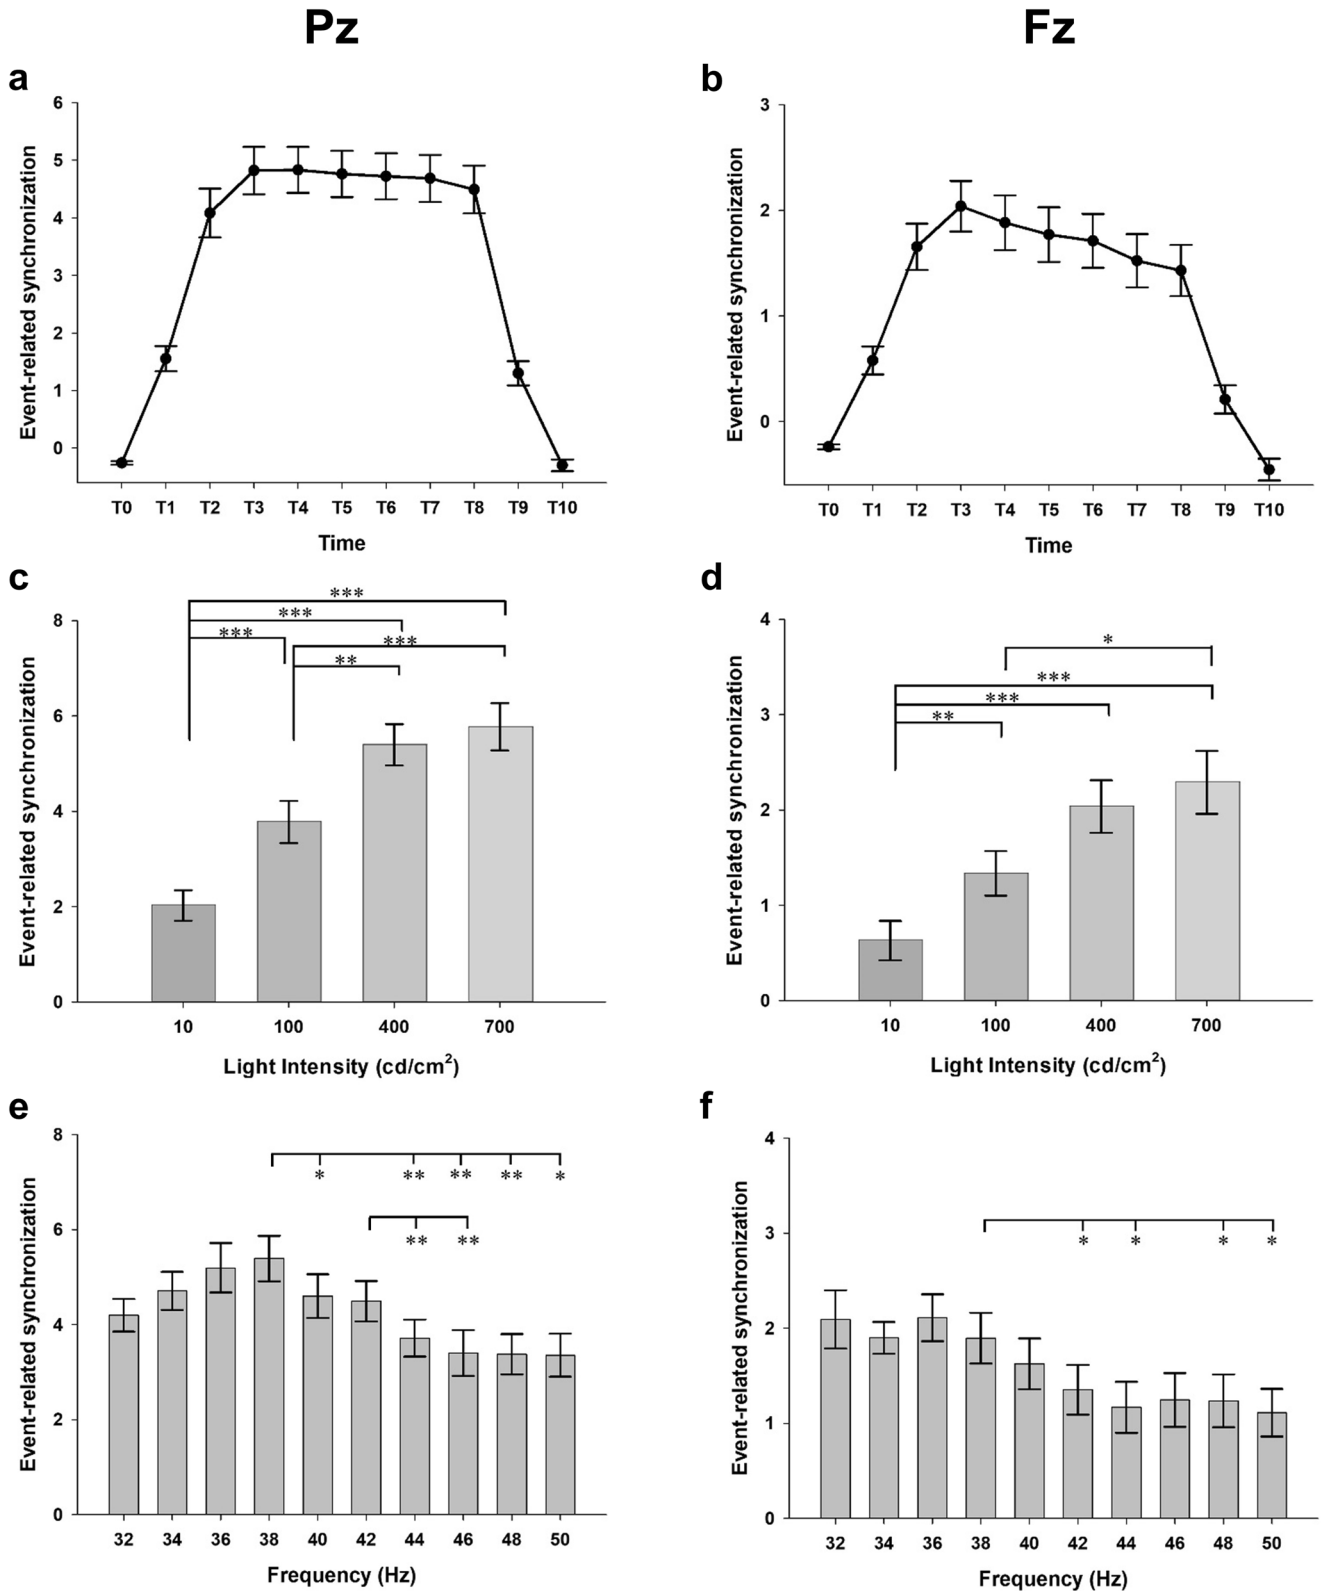 Pz
Fz
a
6
5
4
3
2
1
0
Event-related synchronization
T0 T1 T2 T3 T4 T5 T6 T7 T8 T9 T10
Time
b
3
2
1
0
Event-related synchronization
T0 T1 T2 T3 T4 T5 T6 T7 T8 T9 T10
Time
c
8
6
4
2
0
Event-related synchronization
***
***
***
***
**
10 100 400 700
Light Intensity (cd/cm²)
d
4
3
2
1
0
Event-related synchronization
*
***
***
**
10 100 400 700
Light Intensity (cd/cm²)
e
8
6
4
2
0
Event-related synchronization
* ** ** ** *
** **
32 34 36 38 40 42 44 46 48 50
Frequency (Hz)
f
4
3
2
1
0
Event-related synchronization
* * * *
32 34 36 38 40 42 44 46 48 50
Frequency (Hz)